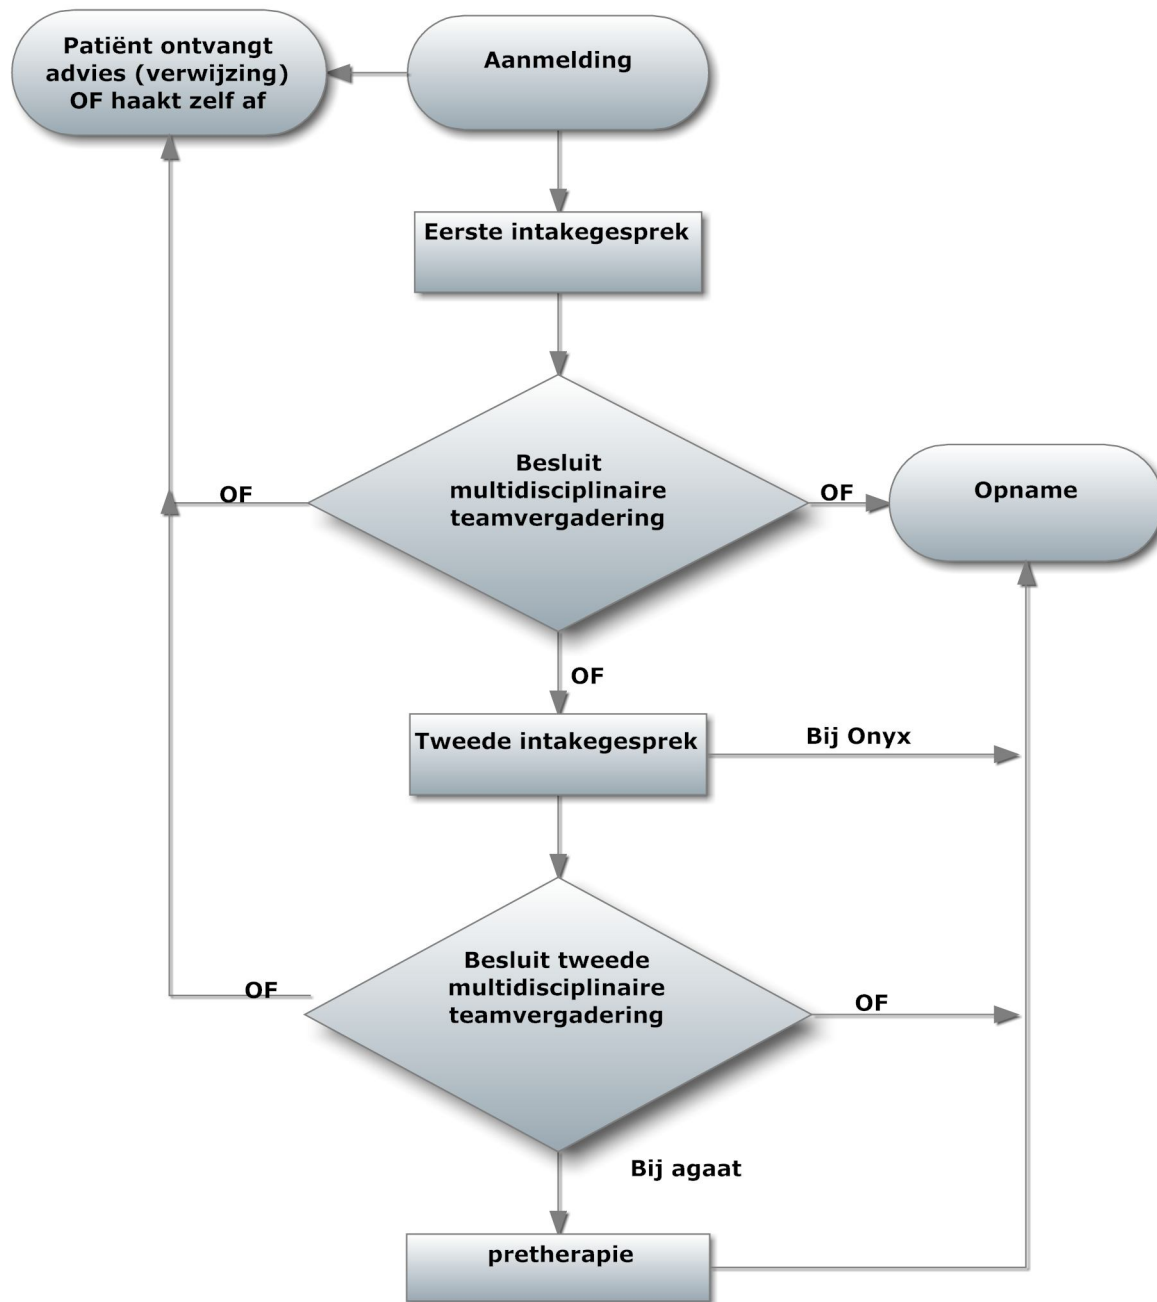 Patiënt ontvangt
advies (verwijzing)
OF haakt zelf af
Aanmelding
Eerste intakegesprek
Besluit
multidisciplinaire
teamvergadering
OF
OF
Opname
OF
Tweede intakegesprek
Bij Onyx
Besluit tweede
multidisciplinaire
teamvergadering
OF
OF
Bij agaat
pretherapie